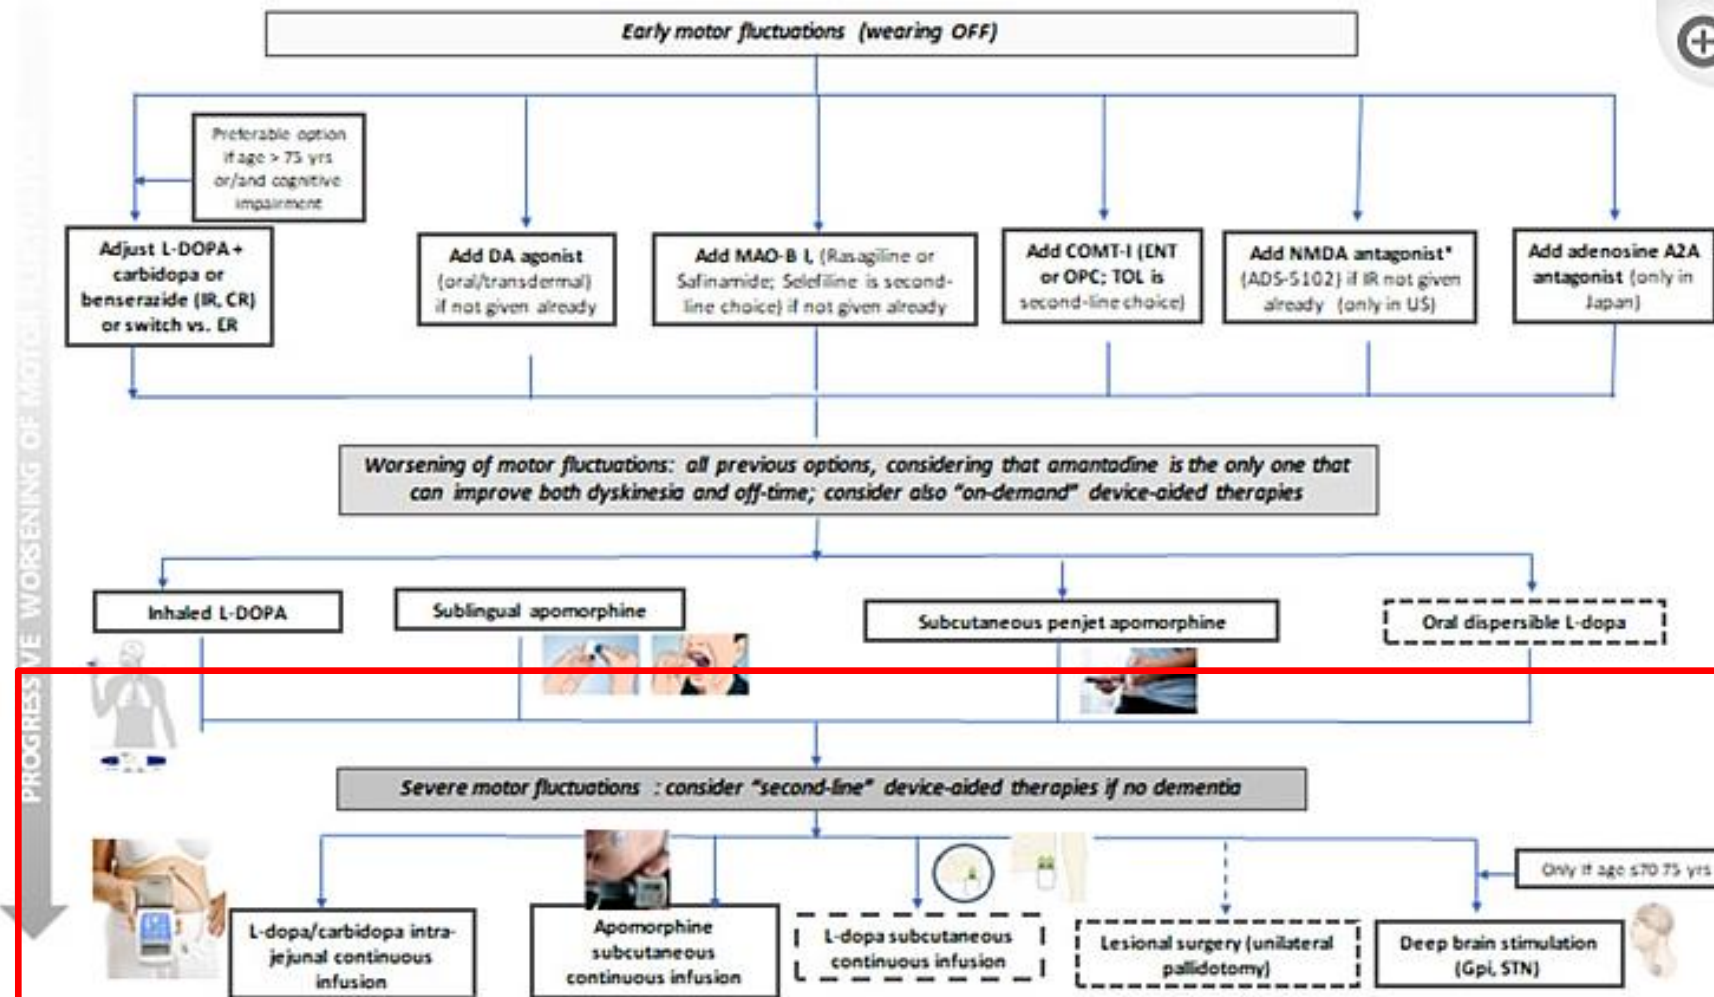 Early motor fluctuations (wearing OFF)
Preferable option
if age > 75 yrs
or/and cognitive
impairment
Adjust L-DOPA +
carbidopa or
benserazide (IR, CR)
or switch vs. ER
Add DA agonist
(oral/transdermal)
if not given already
Add MAO-B I, (Rasagiline or
Safinamide; Selefiline is second-
line choice) if not given already
Add COMT-I (ENT
or OPC; TOL is
second-line choice)
Add NMDA antagonist*
(ADS-5102) if IR not given
already (only in US)
Add adenosine A2A
antagonist (only in
Japan)
Worsening of motor fluctuations: all previous options, considering that amantadine is the only one that
can improve both dyskinesia and off-time; consider also "on-demand" device-aided therapies
Inhaled L-DOPA
Sublingual apomorphine
Subcutaneous penjet apomorphine
Oral dispersible L-dopa
Severe motor fluctuations : consider "second-line" device-aided therapies if no dementia
Only if age ≤70 75 yrs
L-dopa/carbidopa intra-
jejunal continuous
infusion
Apomorphine
subcutaneous
continuous infusion
L-dopa subcutaneous
continuous infusion
Lesional surgery (unilateral
pallidotomy)
Deep brain stimulation
(Gpi, STN)
PROGRESSIVE WORSENING OF MOTOR